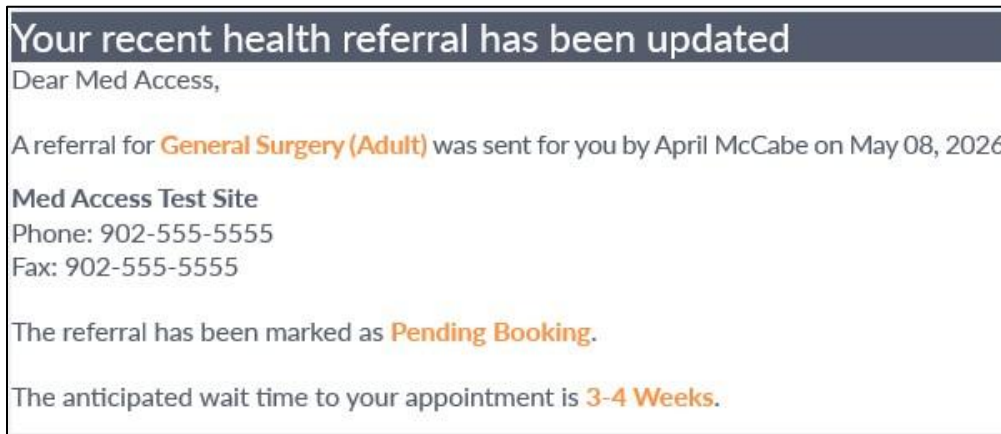 Your recent health referral has been updated
Dear Med Access,
A referral for General Surgery (Adult) was sent for you by April McCabe on May 08, 2026
Med Access Test Site
Phone: 902-555-5555
Fax: 902-555-5555
The referral has been marked as Pending Booking.
The anticipated wait time to your appointment is 3-4 Weeks.